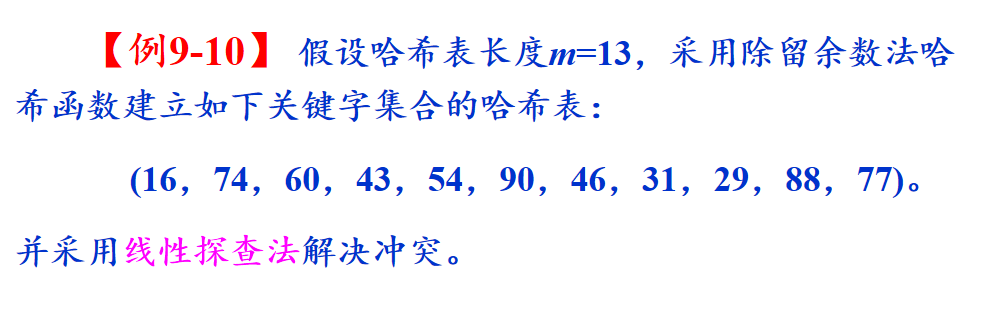 【例9-10】 假设哈希表长度m=13，采用除留余数法哈
希函数建立如下关键字集合的哈希表：
(16，74，60，43，54，90，46，31，29，88，77)。
并采用线性探查法解决冲突。